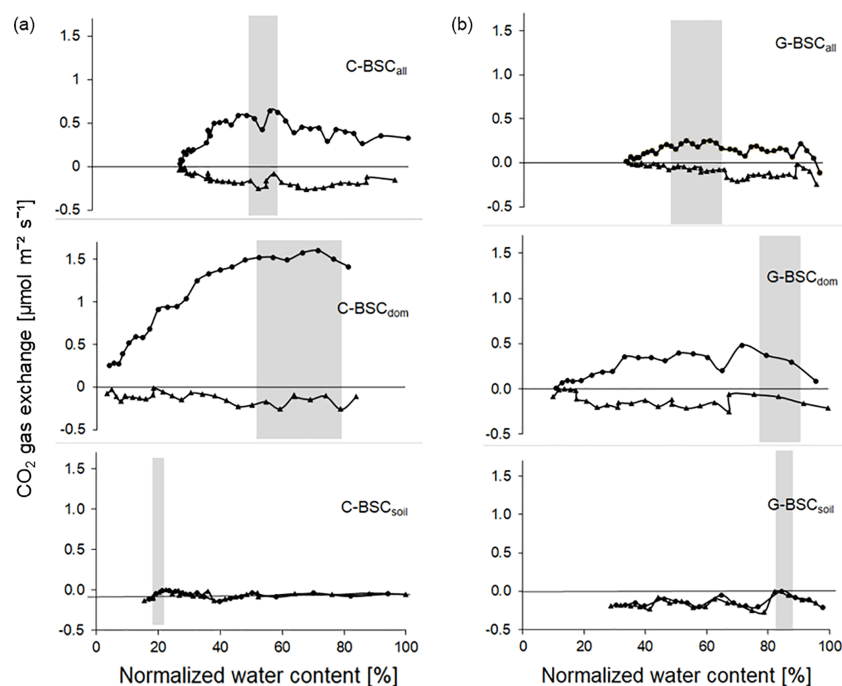 (a)
(b)
CO₂ gas exchange [µmol m⁻² s⁻¹]
1.5
1.0
0.5
0
-0.5
C-BSCall
1.5
1.0
0.5
0.0
-0.5
G-BSCall
1.5
1
0.5
0
-0.5
C-BSCdom
1.5
1.0
0.5
0.0
-0.5
G-BSCdom
1.5
1.0
0.5
0.0
-0.5
C-BSCsoil
0 20 40 60 80 100
Normalized water content [%]
1.5
1.0
0.5
-0.0
-0.5
G-BSCsoil
0 20 40 60 80 100
Normalized water content [%]